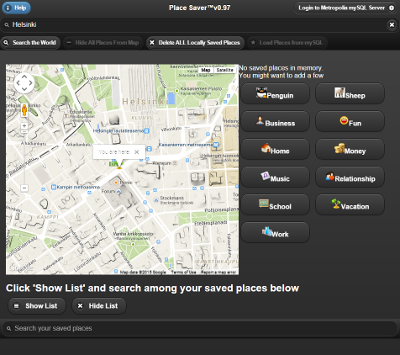 Help
Place Saver™v0.97
Login to Metropolia mySQL Server
Helsinki
Search the World
Hide All Places From Map
Delete ALL Locally Saved Places
Load Places from mySQL
No saved places in memory
You might want to add a few
Map
Satellite
Helsinki
You are here
Kampin metroasema
Stockmann
Map data ©2015 Google
Terms of Use
Report a map error
Penguin
Sheep
Business
Fun
Home
Money
Music
Relationship
School
Vacation
Work
Click 'Show List' and search among your saved places below
Show List
Hide List
Search your saved places